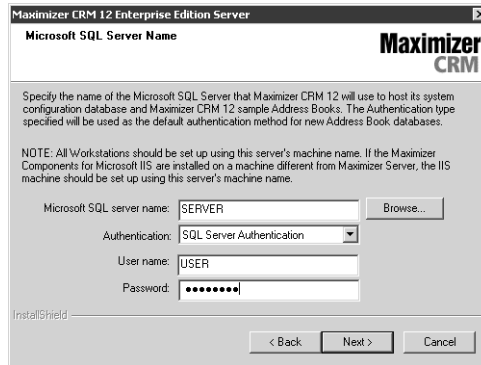 Maximizer CRM 12 Enterprise Edition Server
Microsoft SQL Server Name
Maximizer
CRM
Specify the name of the Microsoft SQL Server that Maximizer CRM 12 will use to host its system
configuration database and Maximizer CRM 12 sample Address Books. The Authentication type
specified will be used as the default authentication method for new Address Book databases.
NOTE: All Workstations should be set up using this server's machine name. If the Maximizer
Components for Microsoft IIS are installed on a machine different from Maximizer Server, the IIS
machine should be set up using this server's machine name.
Microsoft SQL server name: SERVER Browse...
Authentication: SQL Server Authentication
User name: USER
Password: ●●●●●●●●
InstallShield
< Back Next > Cancel